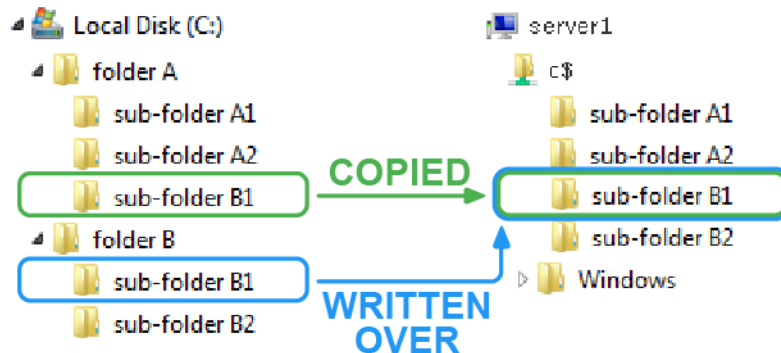 Local Disk (C:)
folder A
sub-folder A1
sub-folder A2
sub-folder B1
folder B
sub-folder B1
sub-folder B2
COPIED
WRITTEN
OVER
server1
c$
sub-folder A1
sub-folder A2
sub-folder B1
sub-folder B2
Windows